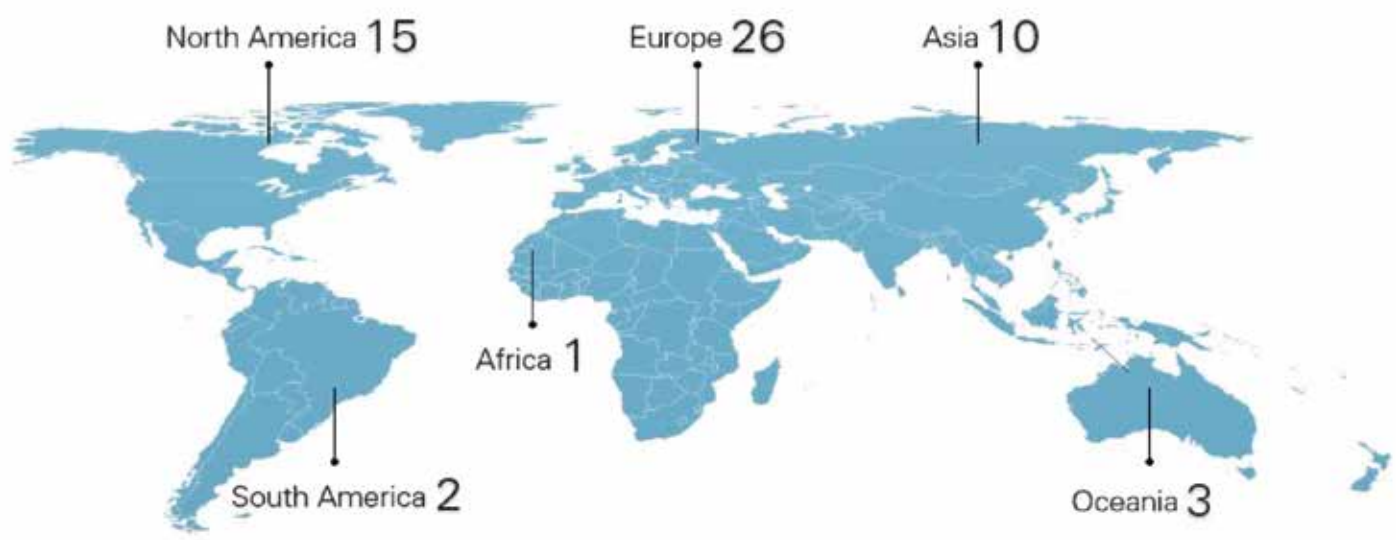 North America 15
Europe 26
Asia 10
Africa 1
South America 2
Oceania 3